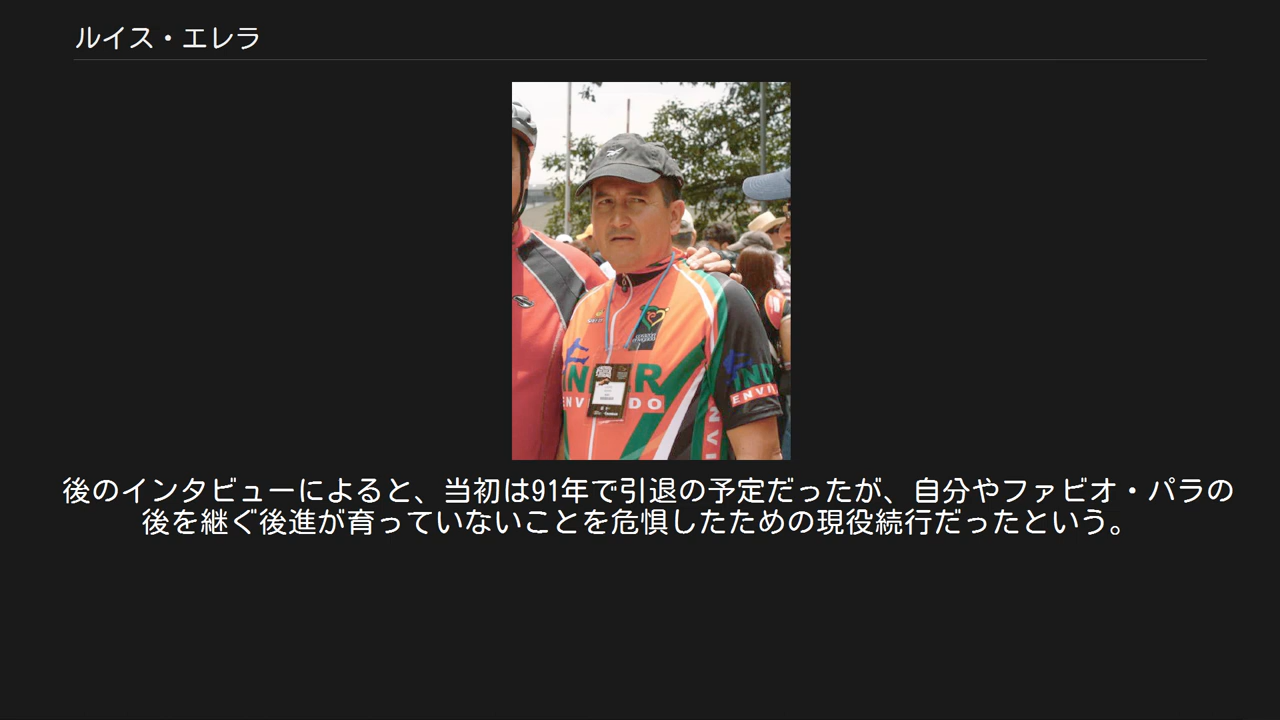 ルイス・エレラ
INDER
ENVIGADO
後のインタビューによると、当初は91年で引退の予定だったが、自分やファビオ・パラの
後を継ぐ後進が育っていないことを危惧したための現役続行だったという。